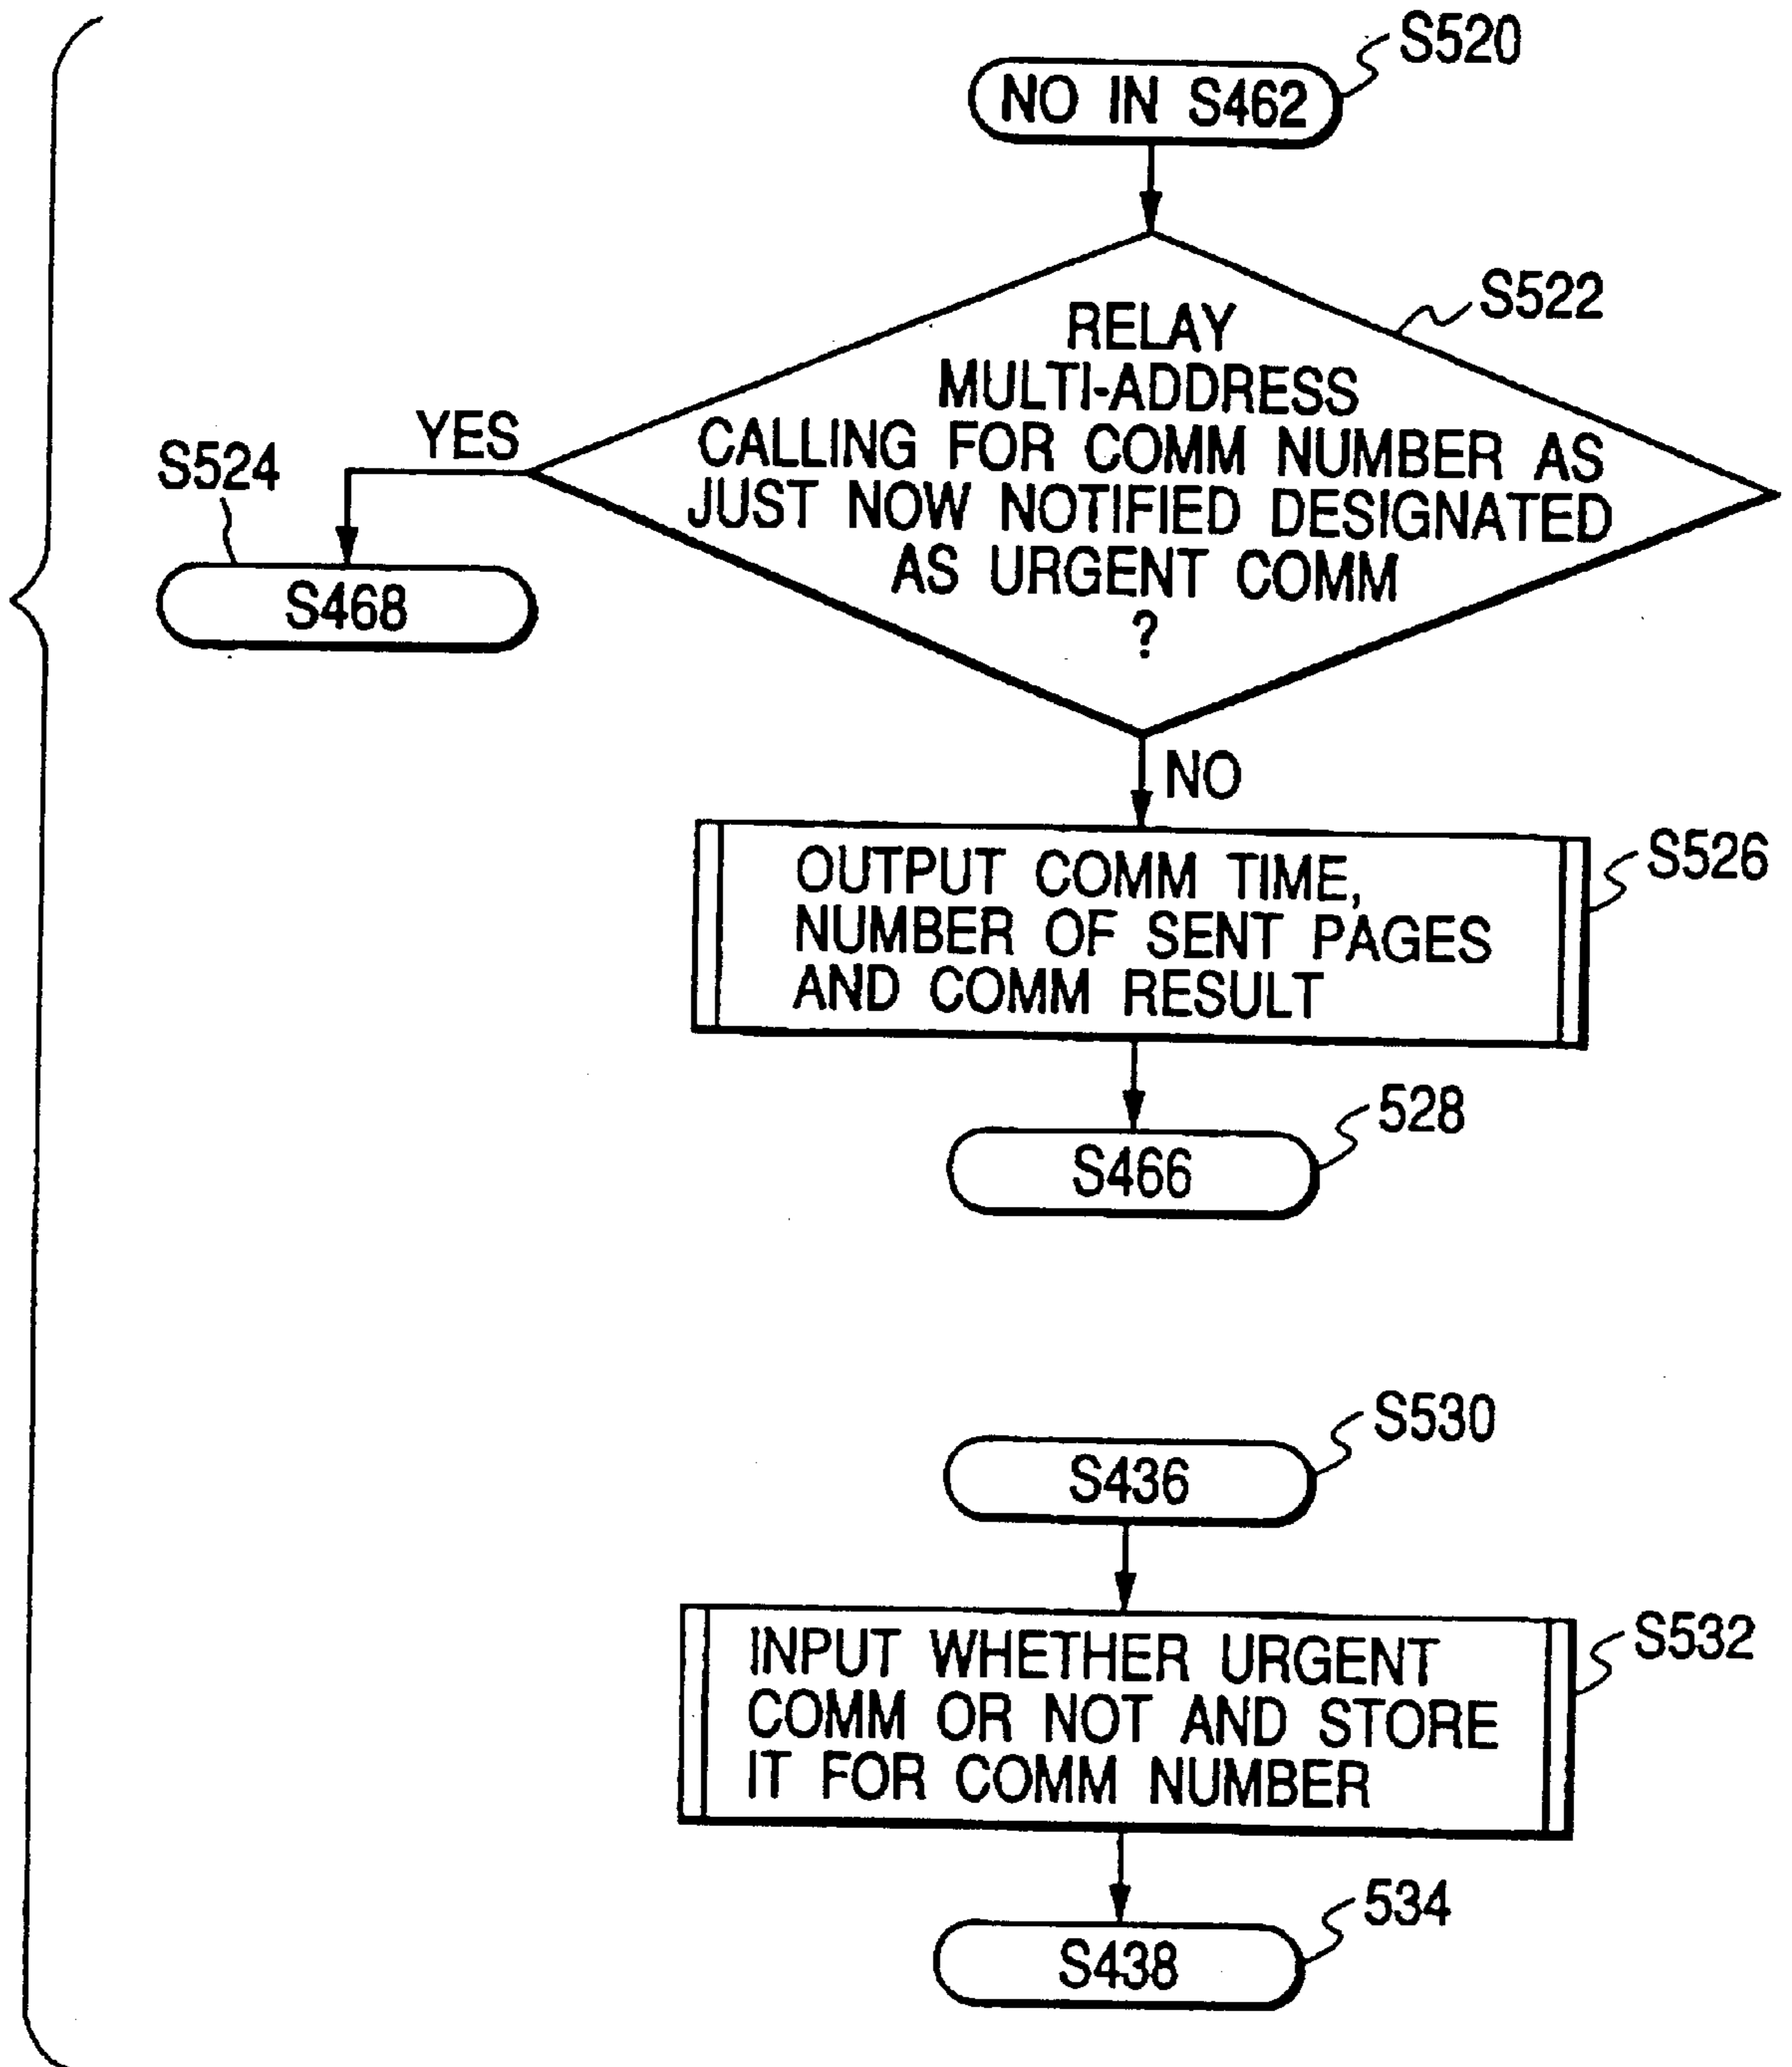 S520
NO IN S462
S522
RELAY
MULTI-ADDRESS
CALLING FOR COMM NUMBER AS
JUST NOW NOTIFIED DESIGNATED
AS URGENT COMM
?
YES
S524
S468
NO
S526
OUTPUT COMM TIME,
NUMBER OF SENT PAGES
AND COMM RESULT
528
S466
S530
S436
S532
INPUT WHETHER URGENT
COMM OR NOT AND STORE
IT FOR COMM NUMBER
534
S438